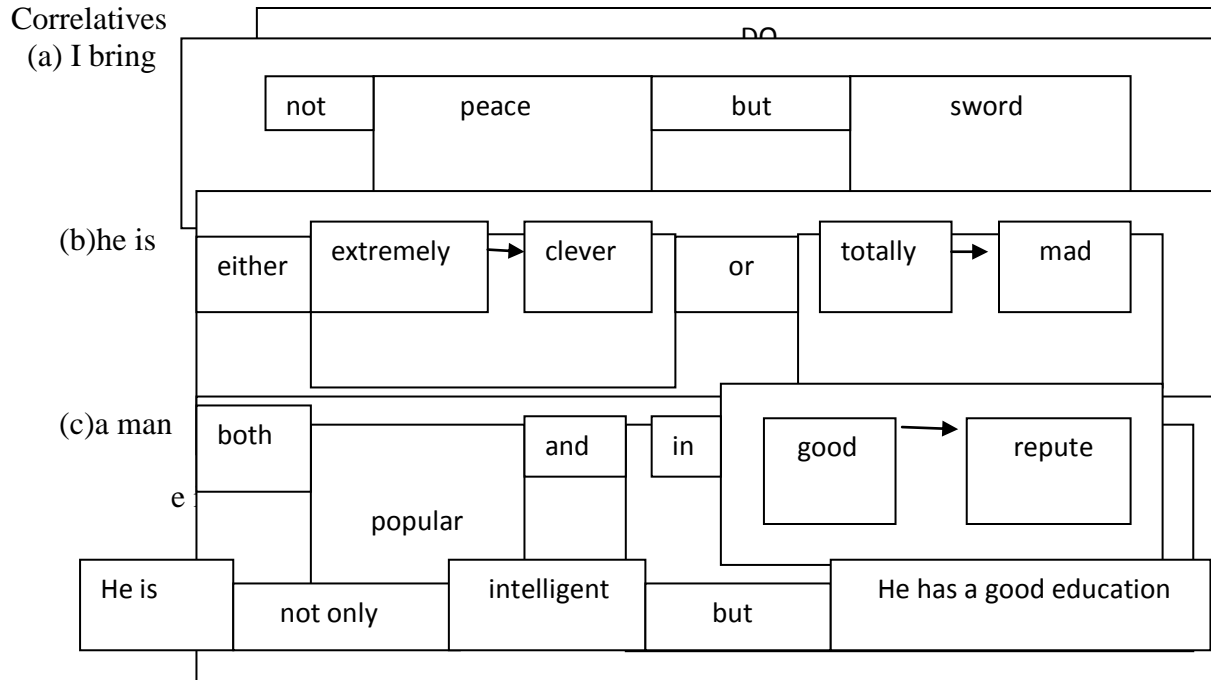 Correlatives
DO
(a) I bring
not peace but sword
(b)he is either extremely clever or totally mad
(c)a man both popular and in good repute
e
He is not only intelligent but He has a good education